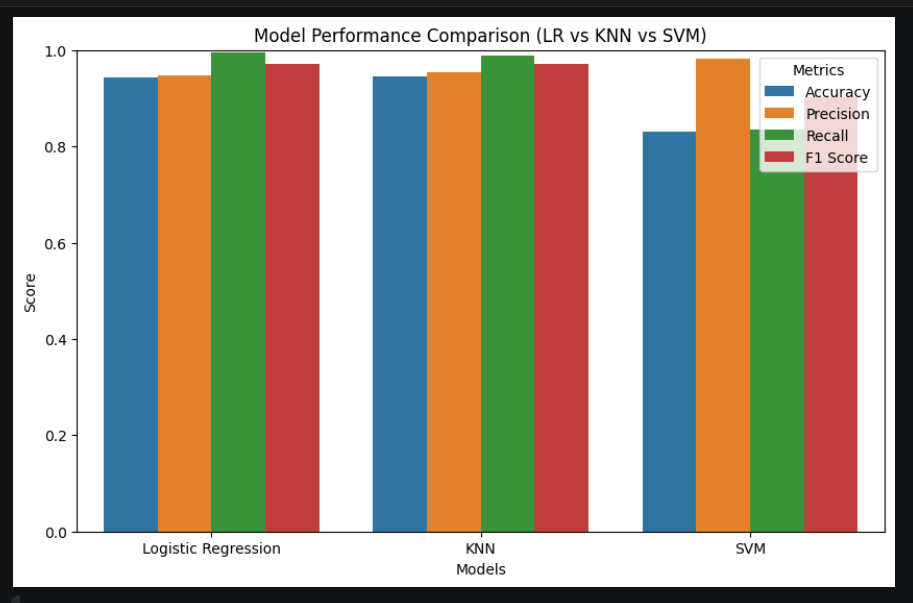 Model Performance Comparison (LR vs KNN vs SVM)
1.0
0.8
0.6
0.4
0.2
0.0
Score
Metrics
Accuracy
Precision
Recall
F1 Score
Logistic Regression
KNN
SVM
Models